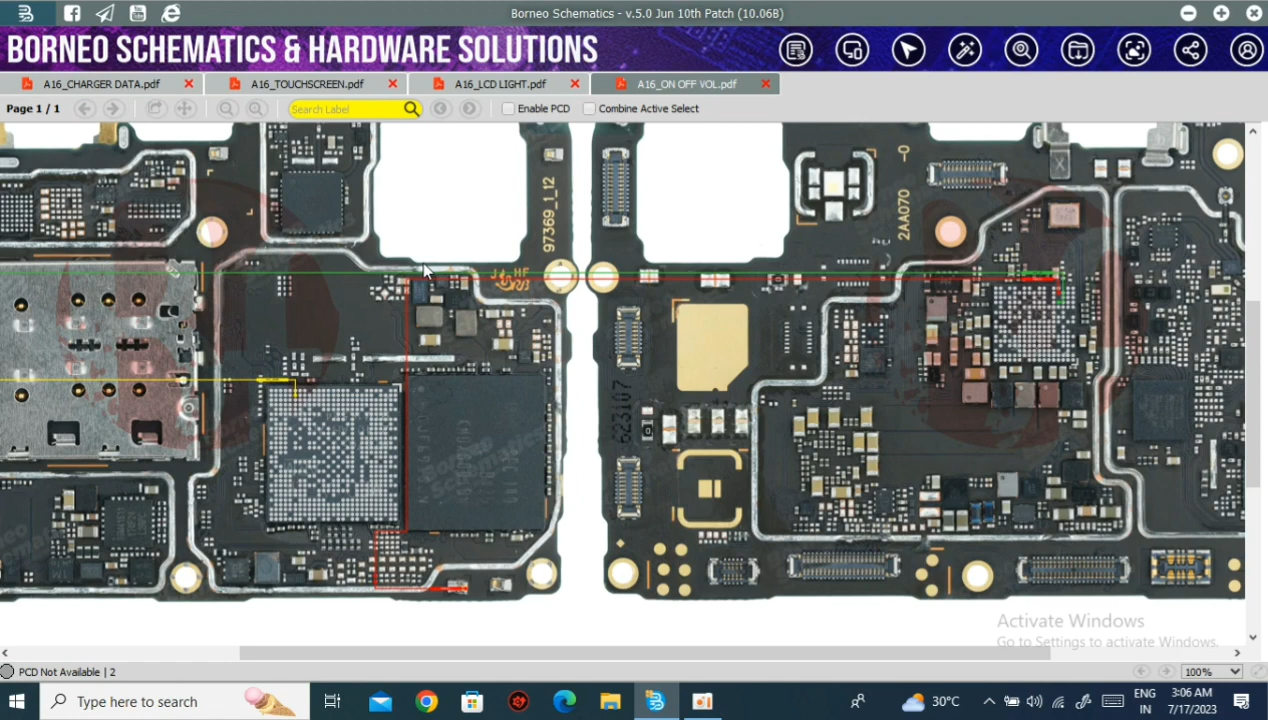 Borneo Schematics - v.5.0 Jun 10th Patch (10.06B)
BORNEO SCHEMATICS & HARDWARE SOLUTIONS
A16_CHARGER DATA.pdf
A16_TOUCHSCREEN.pdf
A16_LCD LIGHT.pdf
A16_ON OFF VOL.pdf
Page 1 / 1
Search Label
Enable PCD
Combine Active Select
97369_1_12
2AA070 -0
623107
Activate Windows
Go to Settings to activate Windows.
PCD Not Available | 2
100%
Type here to search
30°C
ENG
IN
3:06 AM
7/17/2023